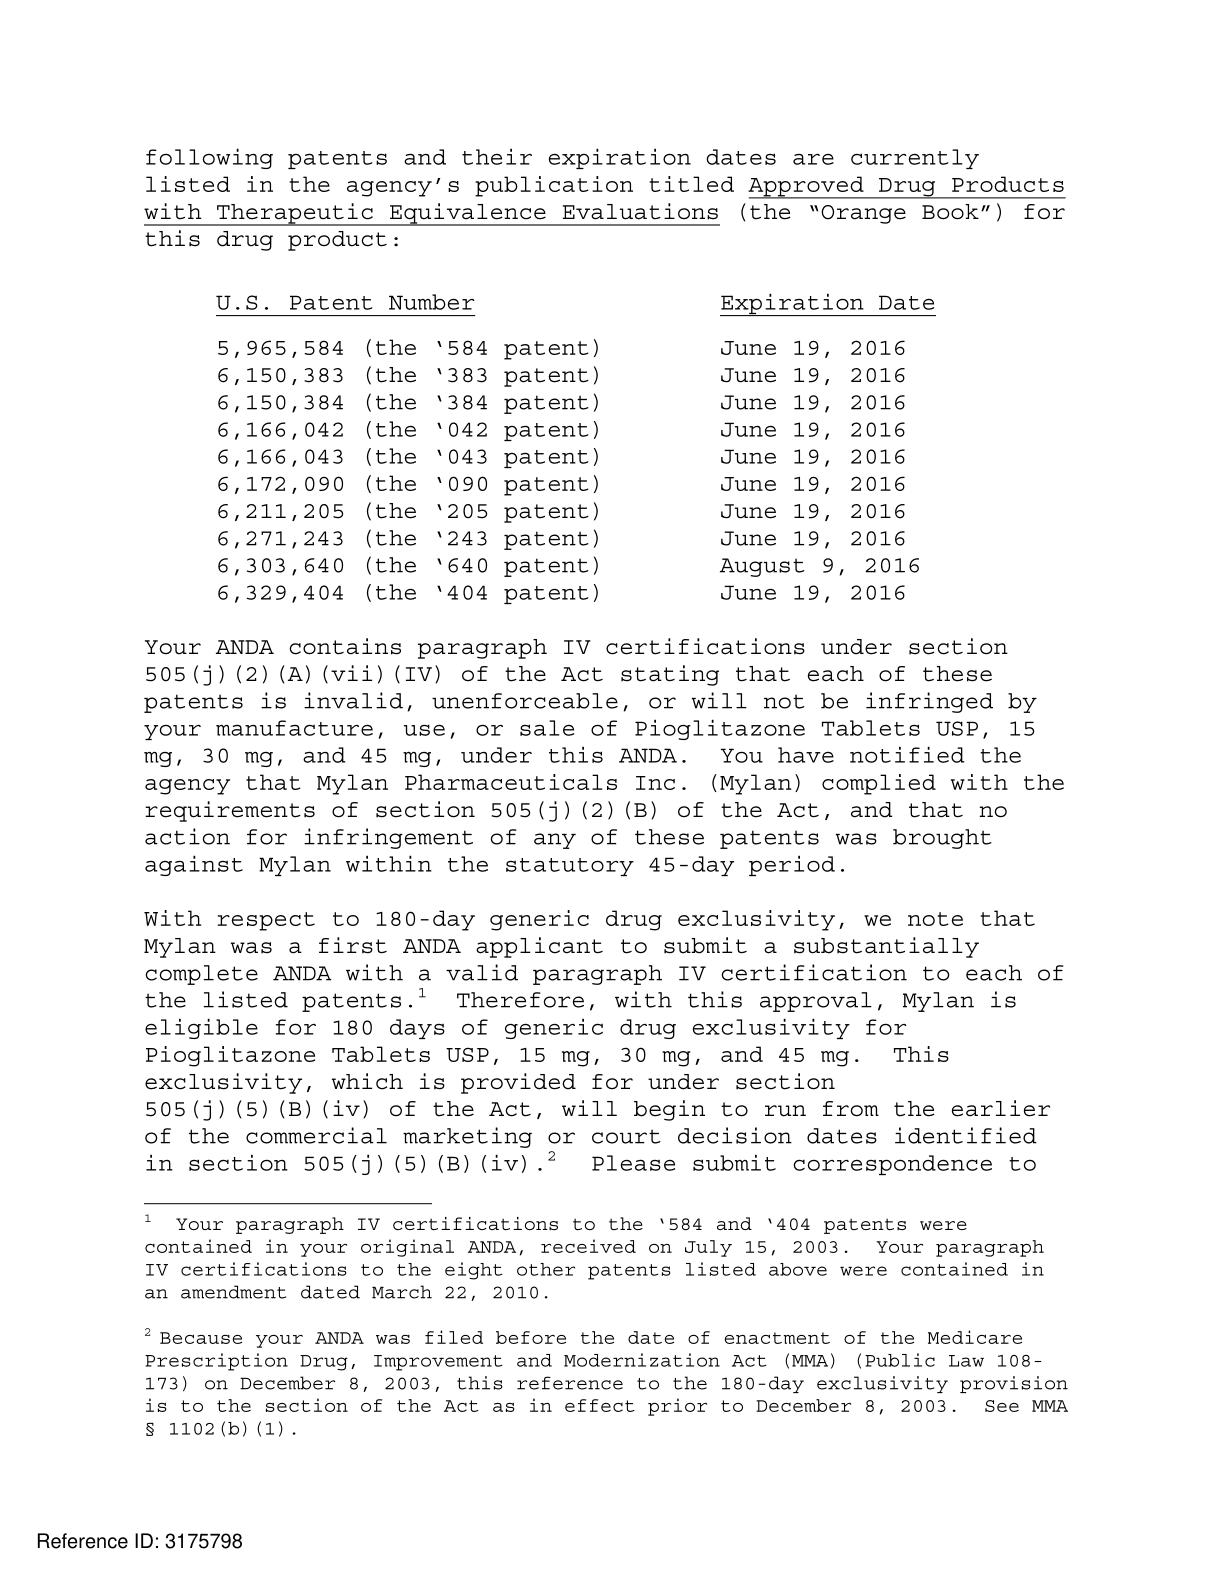 following patents and their expiration dates are currently
listed in the agency's publication titled Approved Drug Products
with Therapeutic Equivalence Evaluations (the “Orange Book”) for
this drug product:
U.S. Patent Number Expiration Date
5,965,584 (the ‘584 patent) June 19, 2016
6,150,383 (the ‘383 patent) June 19, 2016
6,150,384 (the ‘384 patent) June 19, 2016
6,166,042 (the ‘042 patent) June 19, 2016
6,166,043 (the ‘043 patent) June 19, 2016
6,172,090 (the ‘090 patent) June 19, 2016
6,211,205 (the ‘205 patent) June 19, 2016
6,271,243 (the ‘243 patent) June 19, 2016
6,303,640 (the ‘640 patent) August 9, 2016
6,329,404 (the ‘404 patent) June 19, 2016
Your ANDA contains paragraph IV certifications under section
505(j)(2)(A)(vii)(IV) of the Act stating that each of these
patents is invalid, unenforceable, or will not be infringed by
your manufacture, use, or sale of Pioglitazone Tablets USP, 15
mg, 30 mg, and 45 mg, under this ANDA. You have notified the
agency that Mylan Pharmaceuticals Inc. (Mylan) complied with the
requirements of section 505(j)(2)(B) of the Act, and that no
action for infringement of any of these patents was brought
against Mylan within the statutory 45-day period.
With respect to 180-day generic drug exclusivity, we note that
Mylan was a first ANDA applicant to submit a substantially
complete ANDA with a valid paragraph IV certification to each of
the listed patents.¹ Therefore, with this approval, Mylan is
eligible for 180 days of generic drug exclusivity for
Pioglitazone Tablets USP, 15 mg, 30 mg, and 45 mg. This
exclusivity, which is provided for under section
505(j)(5)(B)(iv) of the Act, will begin to run from the earlier
of the commercial marketing or court decision dates identified
in section 505(j)(5)(B)(iv).² Please submit correspondence to
¹ Your paragraph IV certifications to the ‘584 and ‘404 patents were
contained in your original ANDA, received on July 15, 2003. Your paragraph
IV certifications to the eight other patents listed above were contained in
an amendment dated March 22, 2010.
² Because your ANDA was filed before the date of enactment of the Medicare
Prescription Drug, Improvement and Modernization Act (MMA) (Public Law 108-
173) on December 8, 2003, this reference to the 180-day exclusivity provision
is to the section of the Act as in effect prior to December 8, 2003. See MMA
§ 1102(b)(1).
Reference ID: 3175798